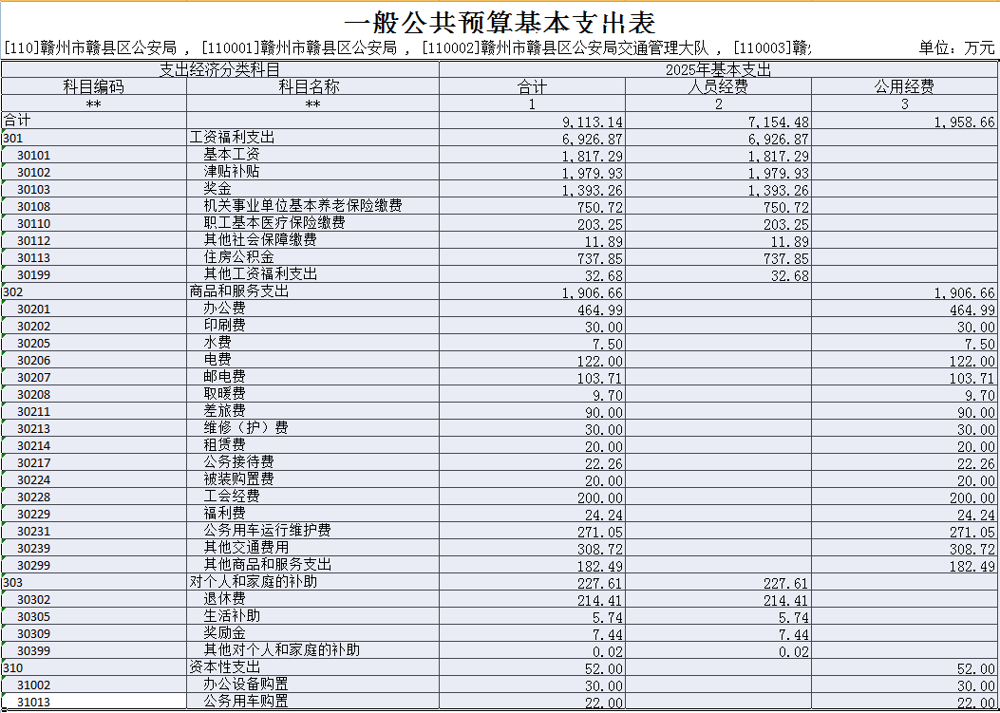 一般公共预算基本支出表
[110]赣州市赣县区公安局 , [110001]赣州市赣县区公安局 , [110002]赣州市赣县区公安局交通管理大队 , [110003]赣 单位: 万元
支出经济分类科目 2025年基本支出
科目编码 科目名称 合计 人员经费 公用经费
** ** 1 2 3
合计 9,113.14 7,154.48 1,958.66
301 工资福利支出 6,926.87 6,926.87
30101 基本工资 1,817.29 1,817.29
30102 津贴补贴 1,979.93 1,979.93
30103 奖金 1,393.26 1,393.26
30108 机关事业单位基本养老保险缴费 750.72 750.72
30110 职工基本医疗保险缴费 203.25 203.25
30112 其他社会保障缴费 11.89 11.89
30113 住房公积金 737.85 737.85
30199 其他工资福利支出 32.68 32.68
302 商品和服务支出 1,906.66 1,906.66
30201 办公费 464.99 464.99
30202 印刷费 30.00 30.00
30205 水费 7.50 7.50
30206 电费 122.00 122.00
30207 邮电费 103.71 103.71
30208 取暖费 9.70 9.70
30211 差旅费 90.00 90.00
30213 维修（护）费 30.00 30.00
30214 租赁费 20.00 20.00
30217 公务接待费 22.26 22.26
30224 被装购置费 20.00 20.00
30228 工会经费 200.00 200.00
30229 福利费 24.24 24.24
30231 公务用车运行维护费 271.05 271.05
30239 其他交通费用 308.72 308.72
30299 其他商品和服务支出 182.49 182.49
303 对个人和家庭的补助 227.61 227.61
30302 退休费 214.41 214.41
30305 生活补助 5.74 5.74
30309 奖励金 7.44 7.44
30399 其他对个人和家庭的补助 0.02 0.02
310 资本性支出 52.00 52.00
31002 办公设备购置 30.00 30.00
31013 公务用车购置 22.00 22.00